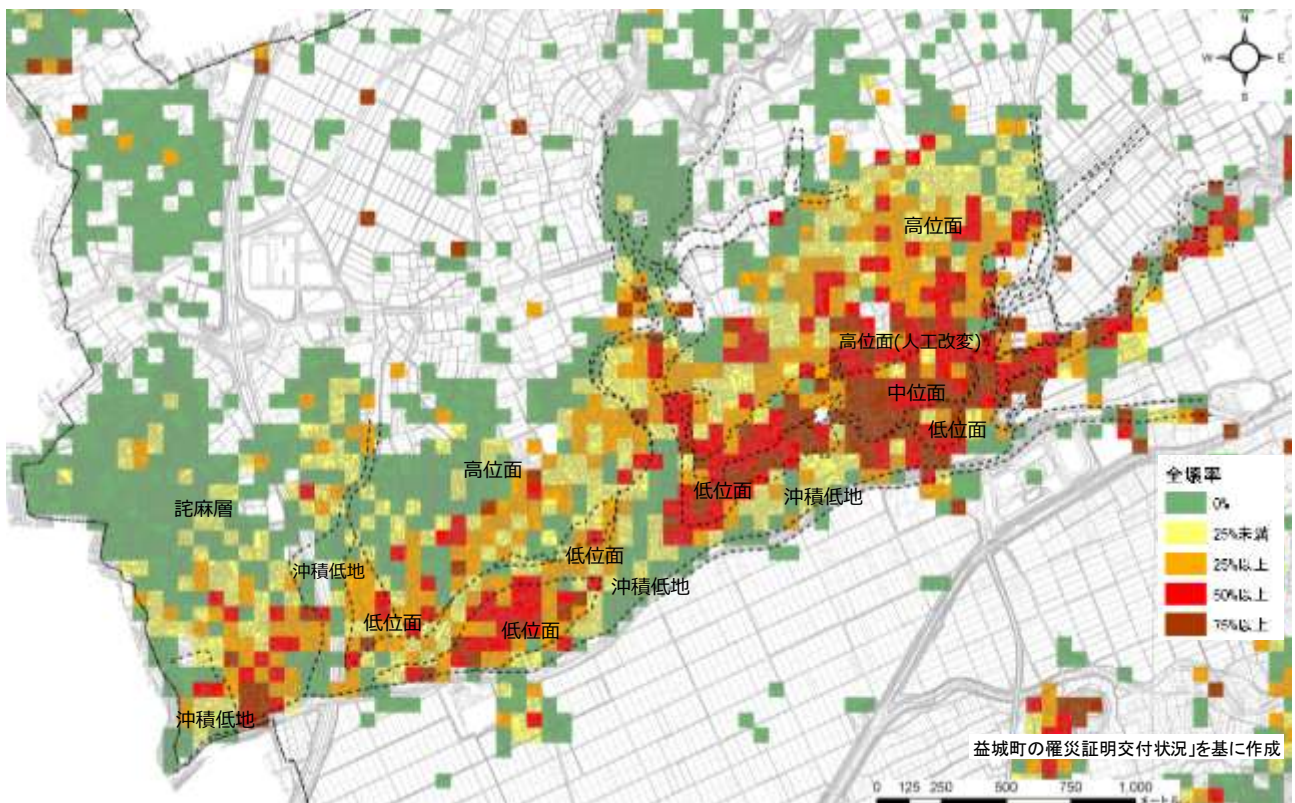 N
W
E
S
高位面
高位面(人工改変)
中位面
低位面
高位面
低位面
沖積低地
詫麻層
低位面
沖積低地
沖積低地
低位面
低位面
沖積低地
全壊率
0%
25%未満
25%以上
50%以上
75%以上
益城町の罹災証明交付状況」を基に作成
0 125 250 500 750 1,000
メートル